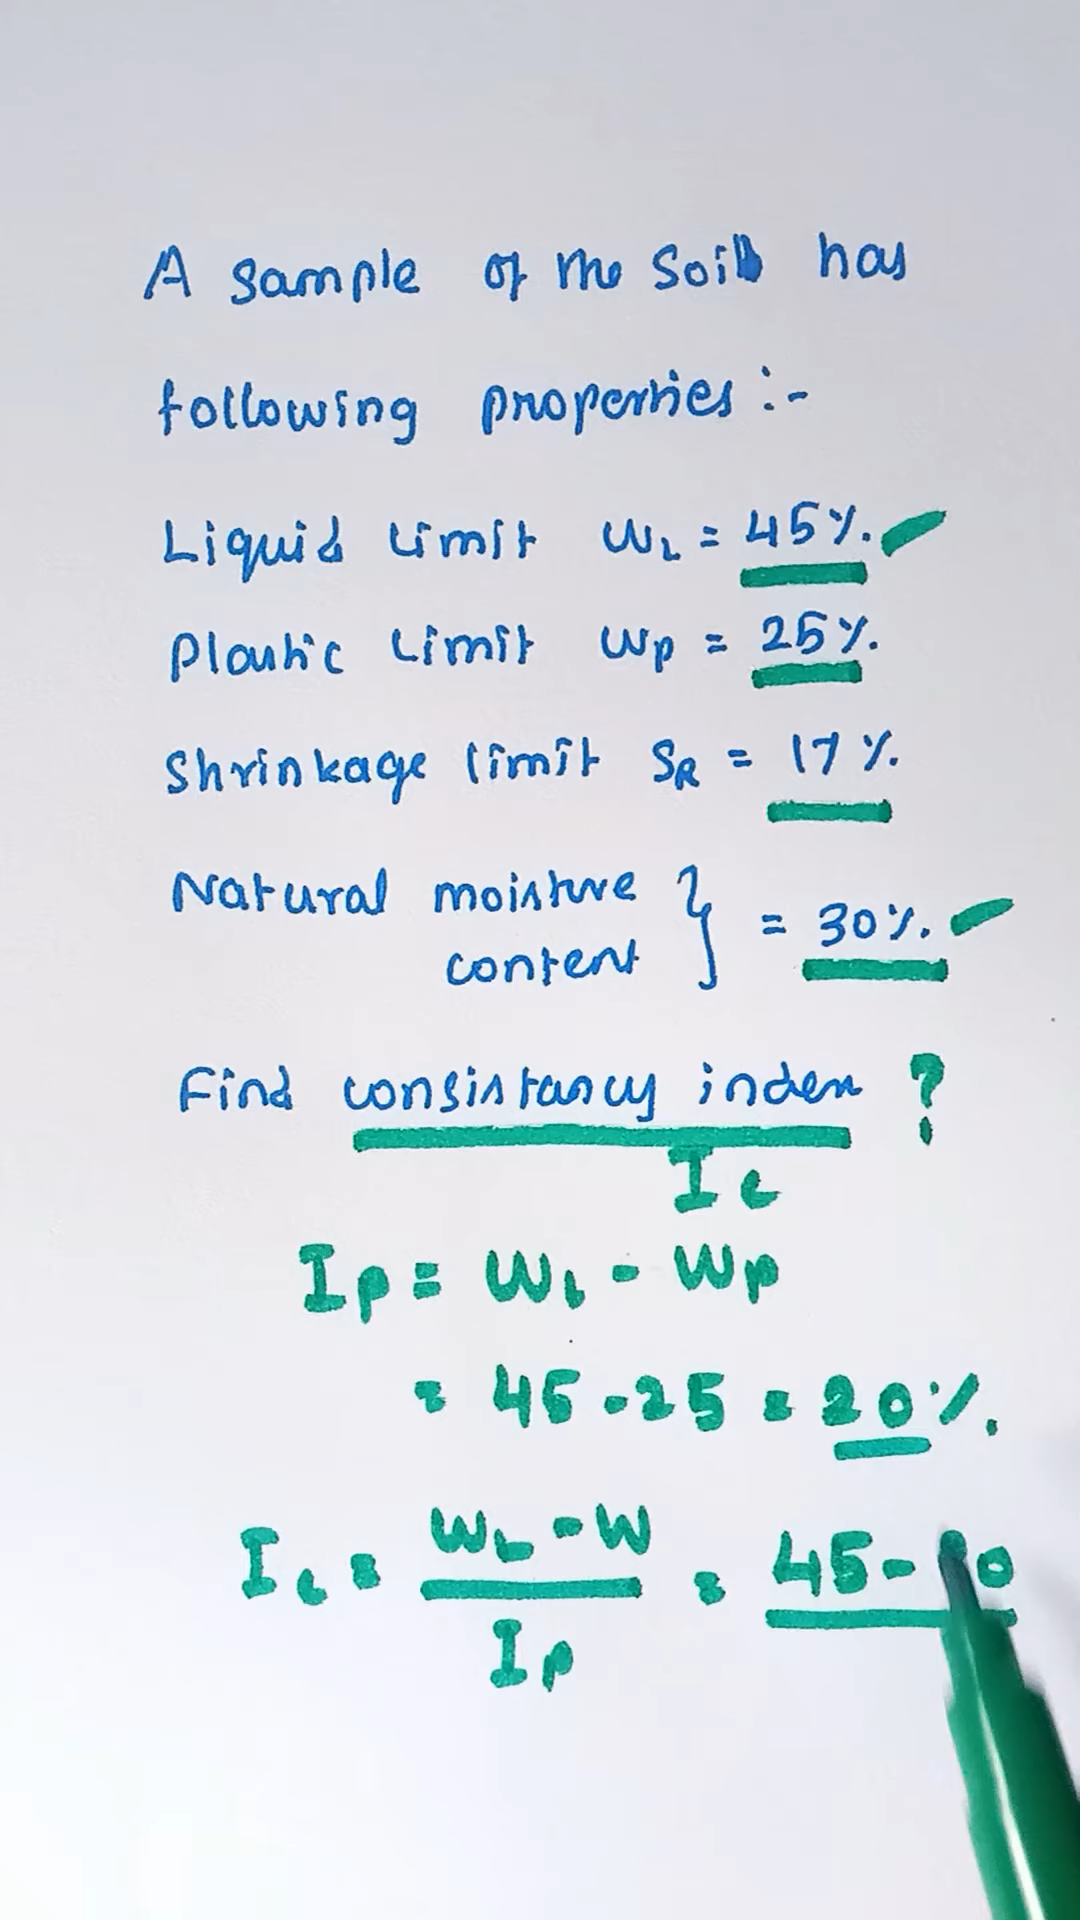 A sample of the soil has
following properties :-
Liquid limit WL = 45%.
Plastic limit Wp = 25%.
Shrinkage limit SR = 17%.
Natural moisture
content } = 30%.
Find consistancy index ?
Ic
Ip = WL - Wp
= 45 - 25 = 20%.
Ic = WL - W / Ip = 45 -